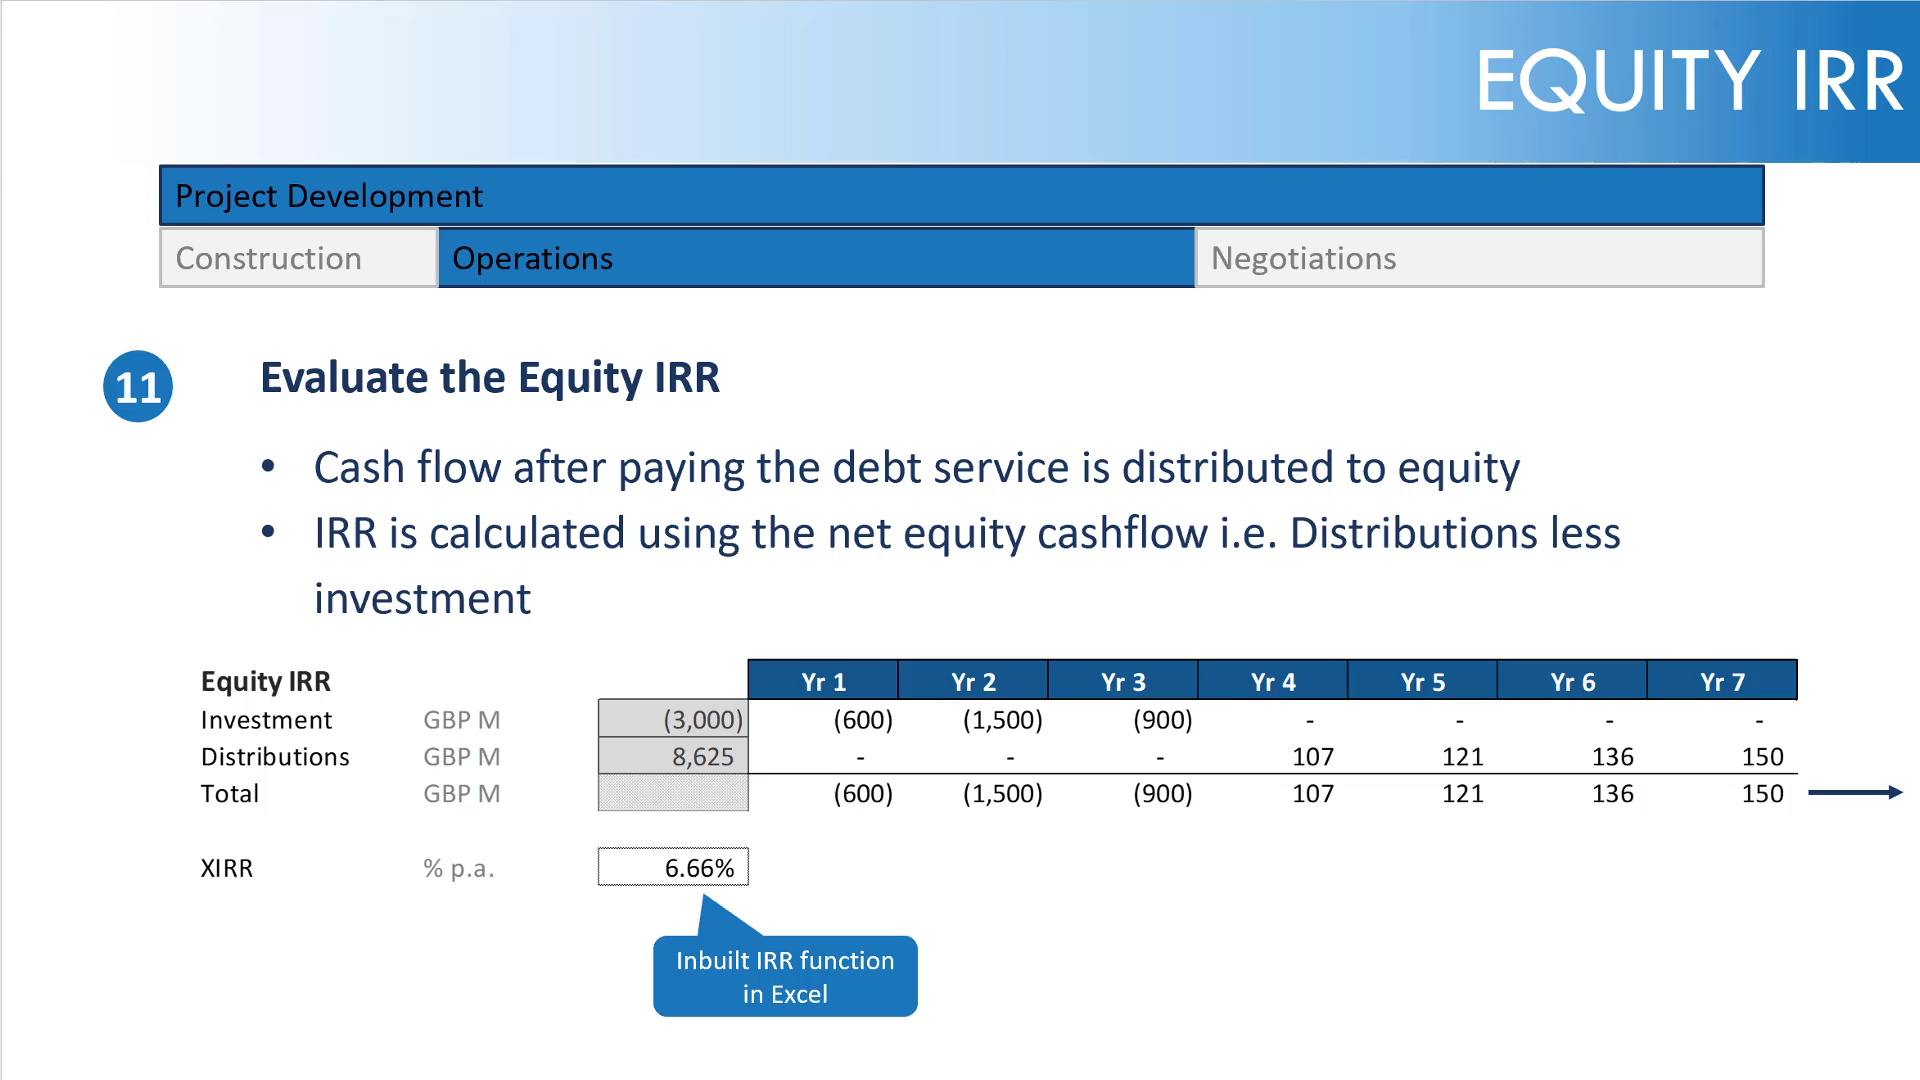 EQUITY IRR
Project Development
Construction Operations Negotiations
11 Evaluate the Equity IRR
• Cash flow after paying the debt service is distributed to equity
• IRR is calculated using the net equity cashflow i.e. Distributions less
investment
Equity IRR Yr 1 Yr 2 Yr 3 Yr 4 Yr 5 Yr 6 Yr 7
Investment GBP M (3,000) (600) (1,500) (900) - - - -
Distributions GBP M 8,625 - - - 107 121 136 150
Total GBP M (600) (1,500) (900) 107 121 136 150
XIRR % p.a. 6.66%
Inbuilt IRR function
in Excel